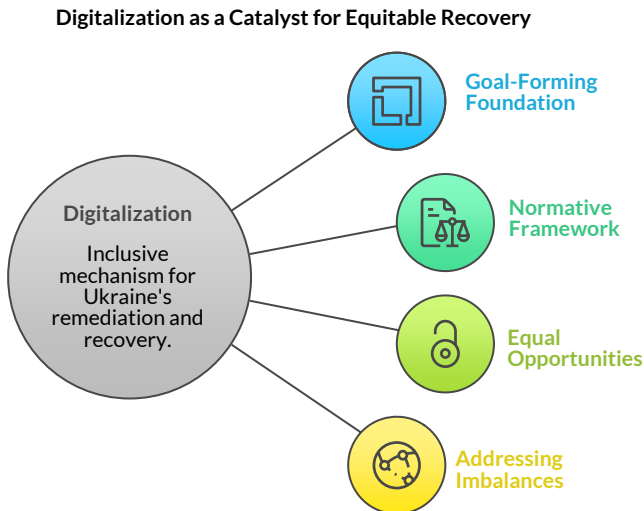 Digitalization as a Catalyst for Equitable Recovery
Goal-Forming
Foundation
Digitalization
Inclusive
mechanism for
Ukraine's
remediation and
recovery.
Normative
Framework
Equal
Opportunities
Addressing
Imbalances